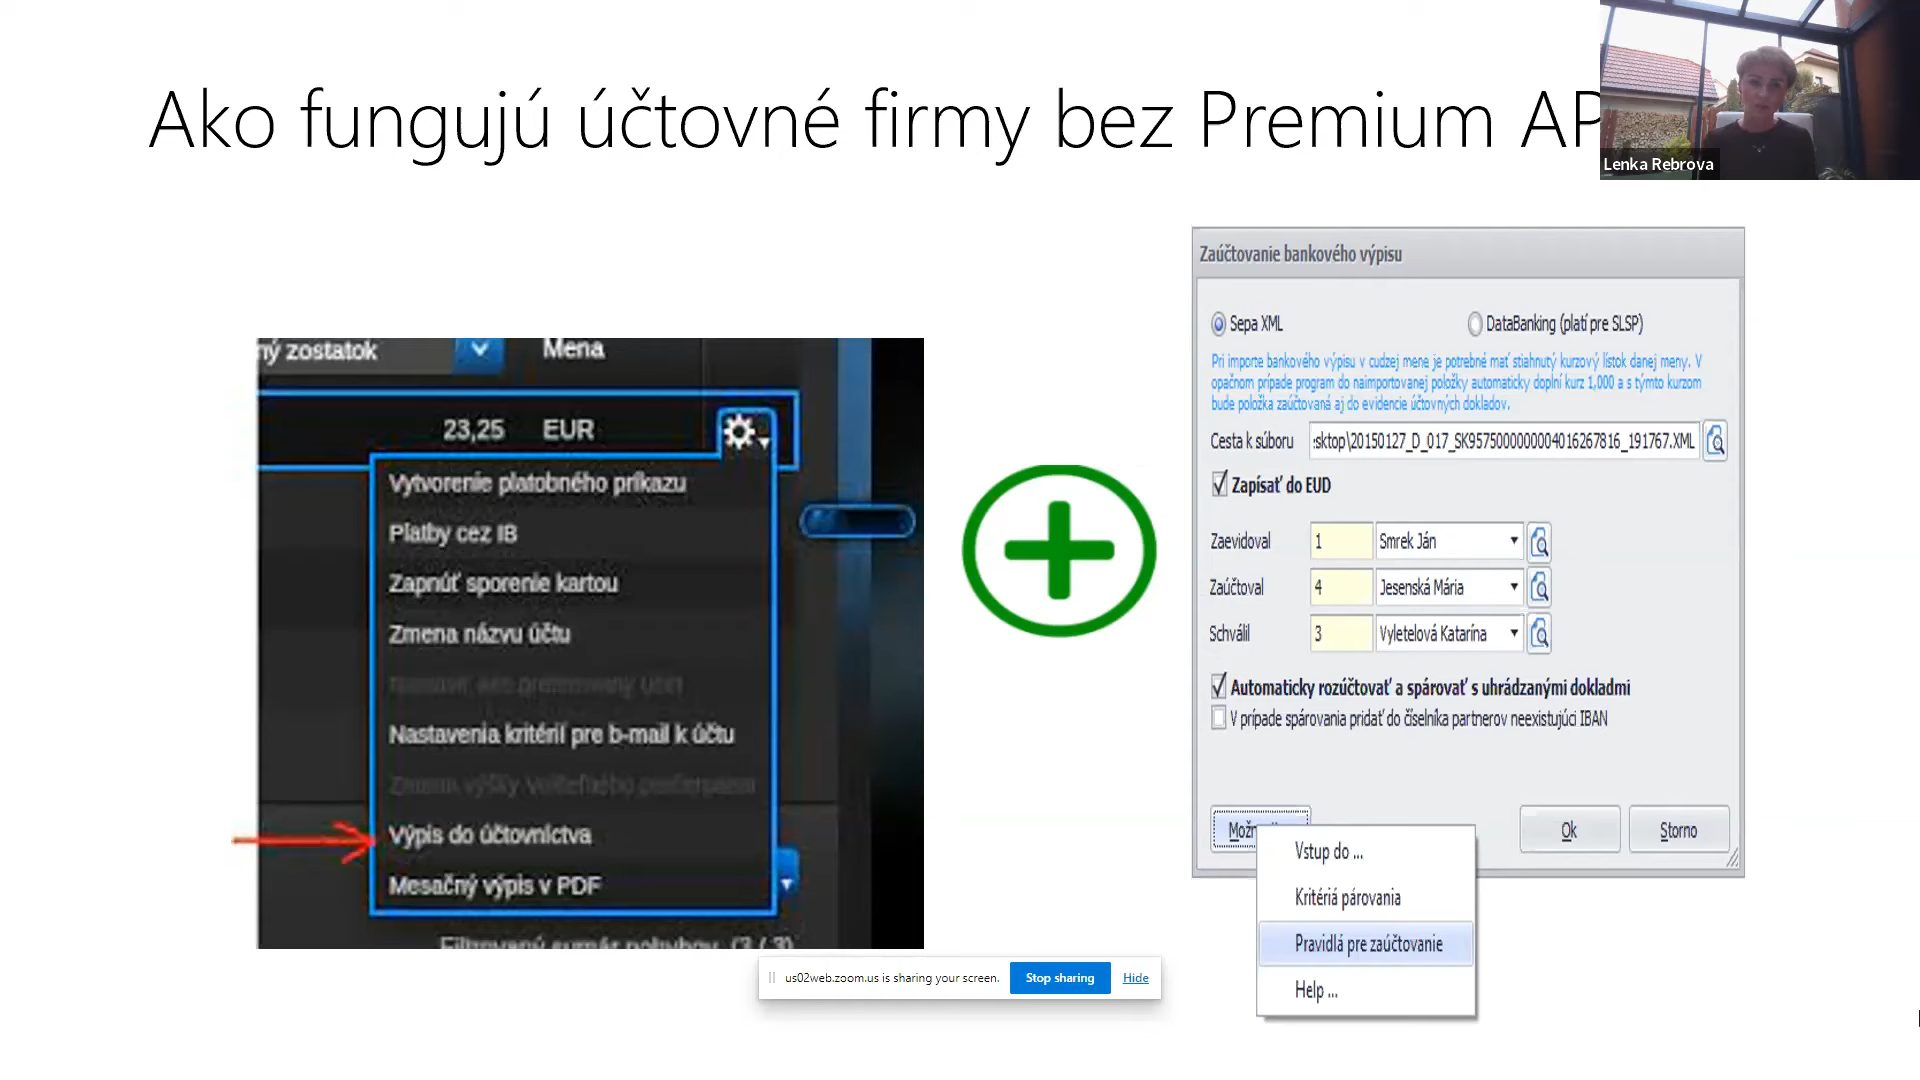 Ako fungujú účtovné firmy bez Premium AP
Lenka Rebrova
ný zostatok
Mena
23,25 EUR
Vytvorenie platobného príkazu
Platby cez IB
Zapnúť sporenie kartou
Zmena názvu účtu
Nastavenia kritérií pre b-mail k účtu
Výpis do účtovníctva
Mesačný výpis v PDF
Filtrovaný sumár pohybov (3 / 3)
Zaúčtovanie bankového výpisu
Sepa XML
DataBanking (platí pre SLSP)
Pri importe bankového výpisu v cudzej mene je potrebné mať stiahnutý kurzový lístok danej meny. V
opačnom prípade program do naimportovanej položky automaticky doplní kurz 1,000 a s týmto kurzom
bude položka zaúčtovaná aj do evidencie účtovných dokladov.
Cesta k súboru :sktop\20150127_D_017_SK9575000000004016267816_191767.XML
Zapísať do EUD
Zaevidoval 1 Smrek Ján
Zaúčtoval 4 Jesenská Mária
Schválil 3 Vyletelová Katarína
Automaticky rozúčtovať a spárovať s uhrádzanými dokladmi
V prípade spárovania pridať do číselníka partnerov neexistujúci IBAN
Možn
Ok
Storno
Vstup do ...
Kritériá párovania
Pravidlá pre zaúčtovanie
Help ...
us02web.zoom.us is sharing your screen.
Stop sharing
Hide